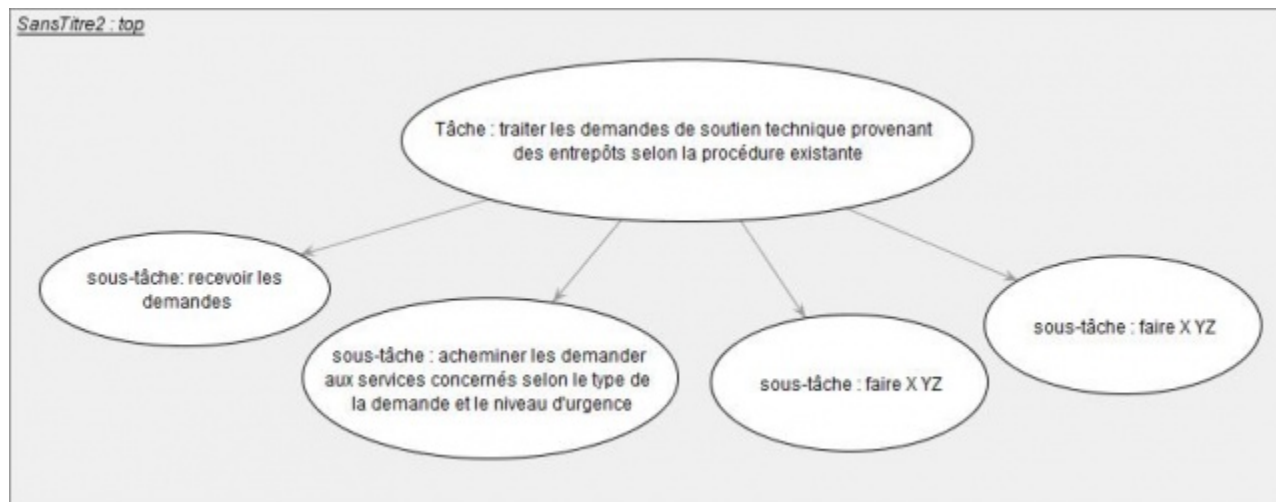 SansTitre2 : top
Tâche : traiter les demandes de soutien technique provenant
des entrepôts selon la procédure existante
sous-tâche: recevoir les
demandes
sous-tâche : acheminer les demander
aux services concernés selon le type de
la demande et le niveau d'urgence
sous-tâche : faire X YZ
sous-tâche : faire X YZ